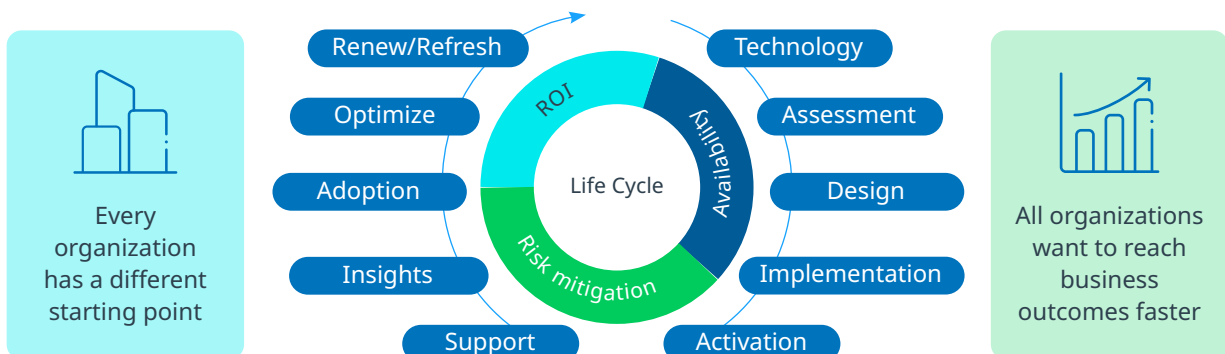 Every
organization
has a different
starting point
Renew/Refresh
Optimize
Adoption
Insights
Support
ROI
Availability
Risk mitigation
Life Cycle
Technology
Assessment
Design
Implementation
Activation
All organizations
want to reach
business
outcomes faster